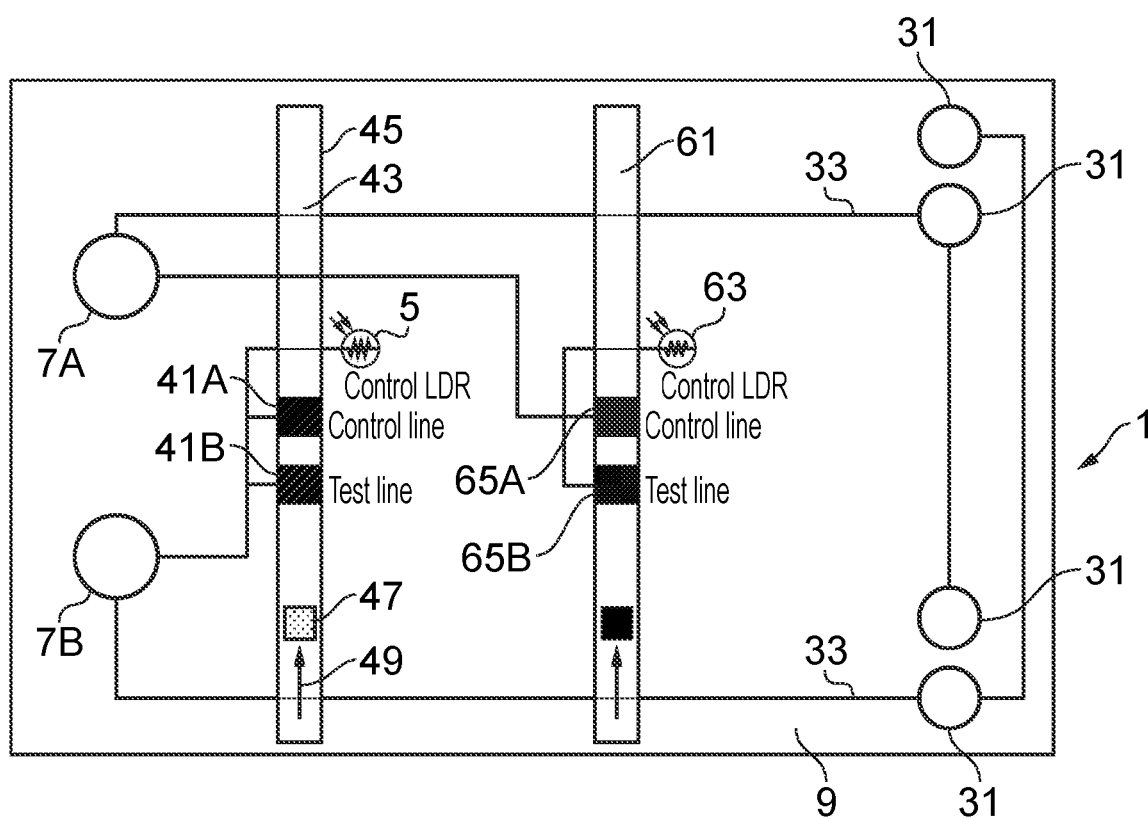 31
45
61
43
33
31
5
63
7A
41A
Control LDR
Control LDR
Control line
Control line
1
41B
65A
Test line
Test line
65B
47
31
7B
49
33
9
31